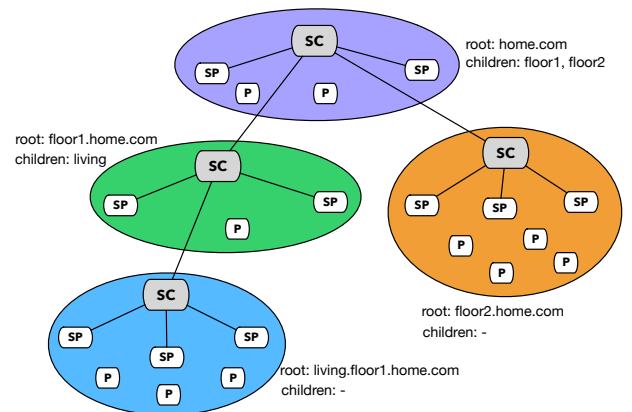 SC
root: home.com
children: floor1, floor2
SP
SP
P
P
root: floor1.home.com
children: living
SC
SP
SP
P
SC
SP
SP
SP
P
P
P
P
root: floor2.home.com
children: -
SC
SP
SP
SP
P
P
P
root: living.floor1.home.com
children: -